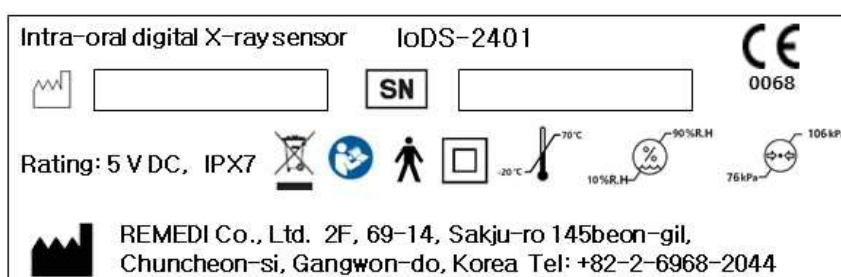 Intra-oral digital X-ray sensor IoDS-2401
CE
0068
SN
Rating: 5 V DC, IPX7
-20℃ 70℃
10%R.H 90%R.H
%
76kPa 106kPa
REMEDI Co., Ltd. 2F, 69-14, Sakju-ro 145beon-gil,
Chuncheon-si, Gangwon-do, Korea Tel: +82-2-6968-2044